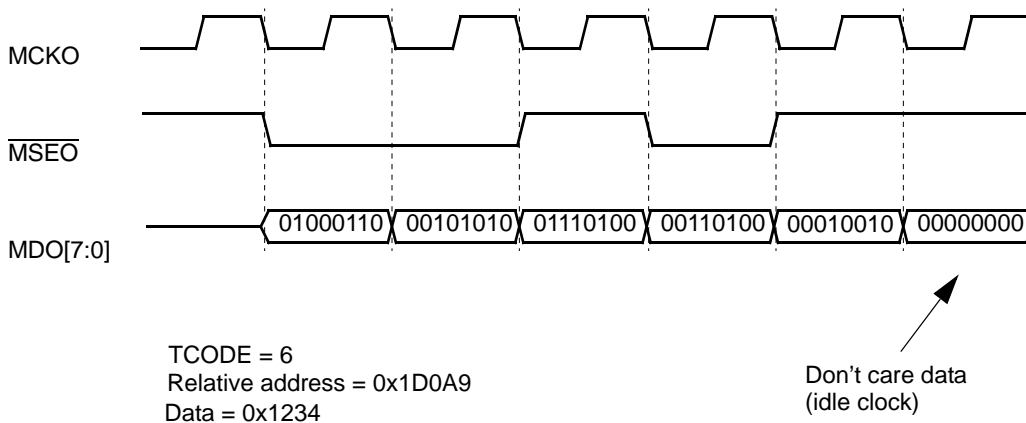 MCKO
MSEO
MDO[7:0]
01000110 00101010 01110100 00110100 00010010 00000000
TCODE = 6
Relative address = 0x1D0A9
Data = 0x1234
Don't care data
(idle clock)